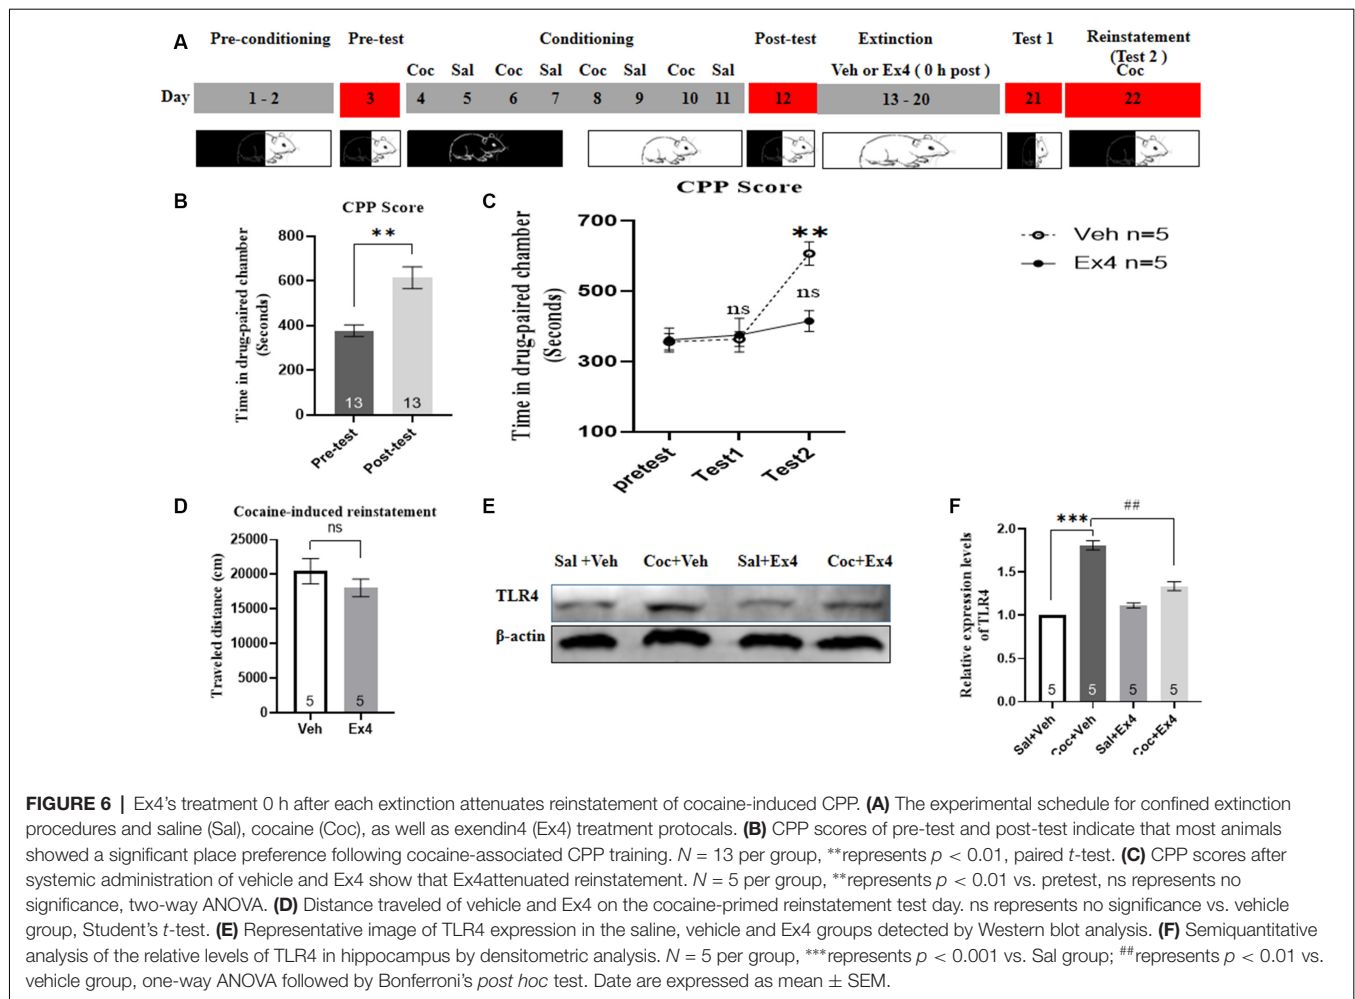 A
Pre-conditioning Pre-test Conditioning Post-test Extinction Test 1 Reinstatement
(Test 2 )
Coc Sal Coc Sal Coc Sal Coc Sal Veh or Ex4 ( 0 h post ) Coc
Day 1 - 2 3 4 5 6 7 8 9 10 11 12 13 - 20 21 22
B
CPP Score
Time in drug-paired chamber
(Seconds)
800
600
400
200
0
**
13 13
Pre-test Post-test
C
CPP Score
Time in drug-paired chamber
(Seconds)
700
500
300
100
ns
**
ns
pretest Test1 Test2
Veh n=5
Ex4 n=5
D
Cocaine-induced reinstatement
ns
Traveled distance (cm)
25000
20000
15000
10000
5000
0
5 5
Veh Ex4
E
Sal +Veh Coc+Veh Sal+Ex4 Coc+Ex4
TLR4
β-actin
F
Relative expression levels
of TLR4
2.0
1.5
1.0
0.5
0.0
***
##
5 5 5 5
Sal+Veh Coc+Veh Sal+Ex4 Coc+Ex4
FIGURE 6 | Ex4’s treatment 0 h after each extinction attenuates reinstatement of cocaine-induced CPP. (A) The experimental schedule for confined extinction
procedures and saline (Sal), cocaine (Coc), as well as exendin4 (Ex4) treatment protocals. (B) CPP scores of pre-test and post-test indicate that most animals
showed a significant place preference following cocaine-associated CPP training. N = 13 per group, **represents p < 0.01, paired t-test. (C) CPP scores after
systemic administration of vehicle and Ex4 show that Ex4attenuated reinstatement. N = 5 per group, **represents p < 0.01 vs. pretest, ns represents no
significance, two-way ANOVA. (D) Distance traveled of vehicle and Ex4 on the cocaine-primed reinstatement test day. ns represents no significance vs. vehicle
group, Student’s t-test. (E) Representative image of TLR4 expression in the saline, vehicle and Ex4 groups detected by Western blot analysis. (F) Semiquantitative
analysis of the relative levels of TLR4 in hippocampus by densitometric analysis. N = 5 per group, ***represents p < 0.001 vs. Sal group; ##represents p < 0.01 vs.
vehicle group, one-way ANOVA followed by Bonferroni’s post hoc test. Date are expressed as mean ± SEM.